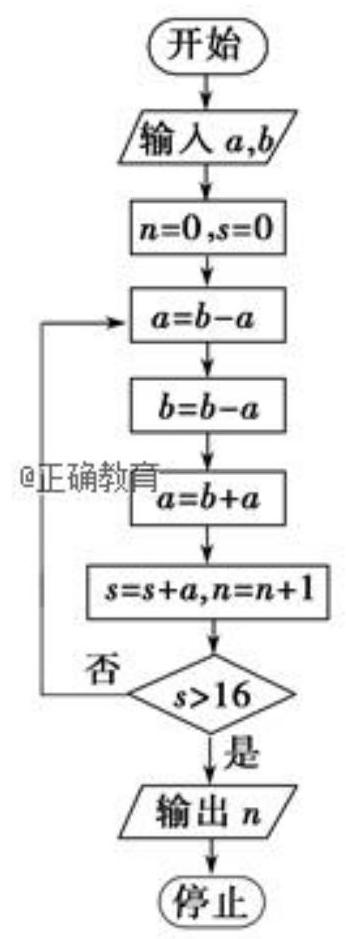 开始
输入 a,b
n=0,s=0
a=b-a
b=b-a
@正确教育
a=b+a
s=s+a,n=n+1
否
s>16
是
输出 n
停止